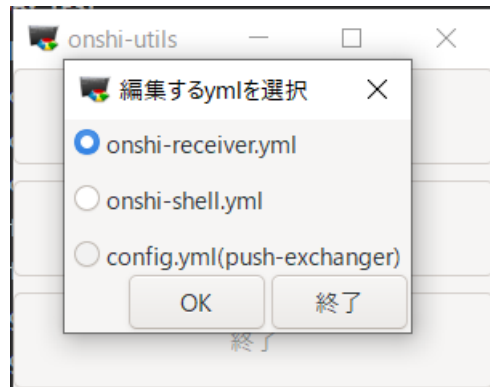 onshi-utils
編集するymlを選択
onshi-receiver.yml
onshi-shell.yml
config.yml(push-exchanger)
OK
終了
終了